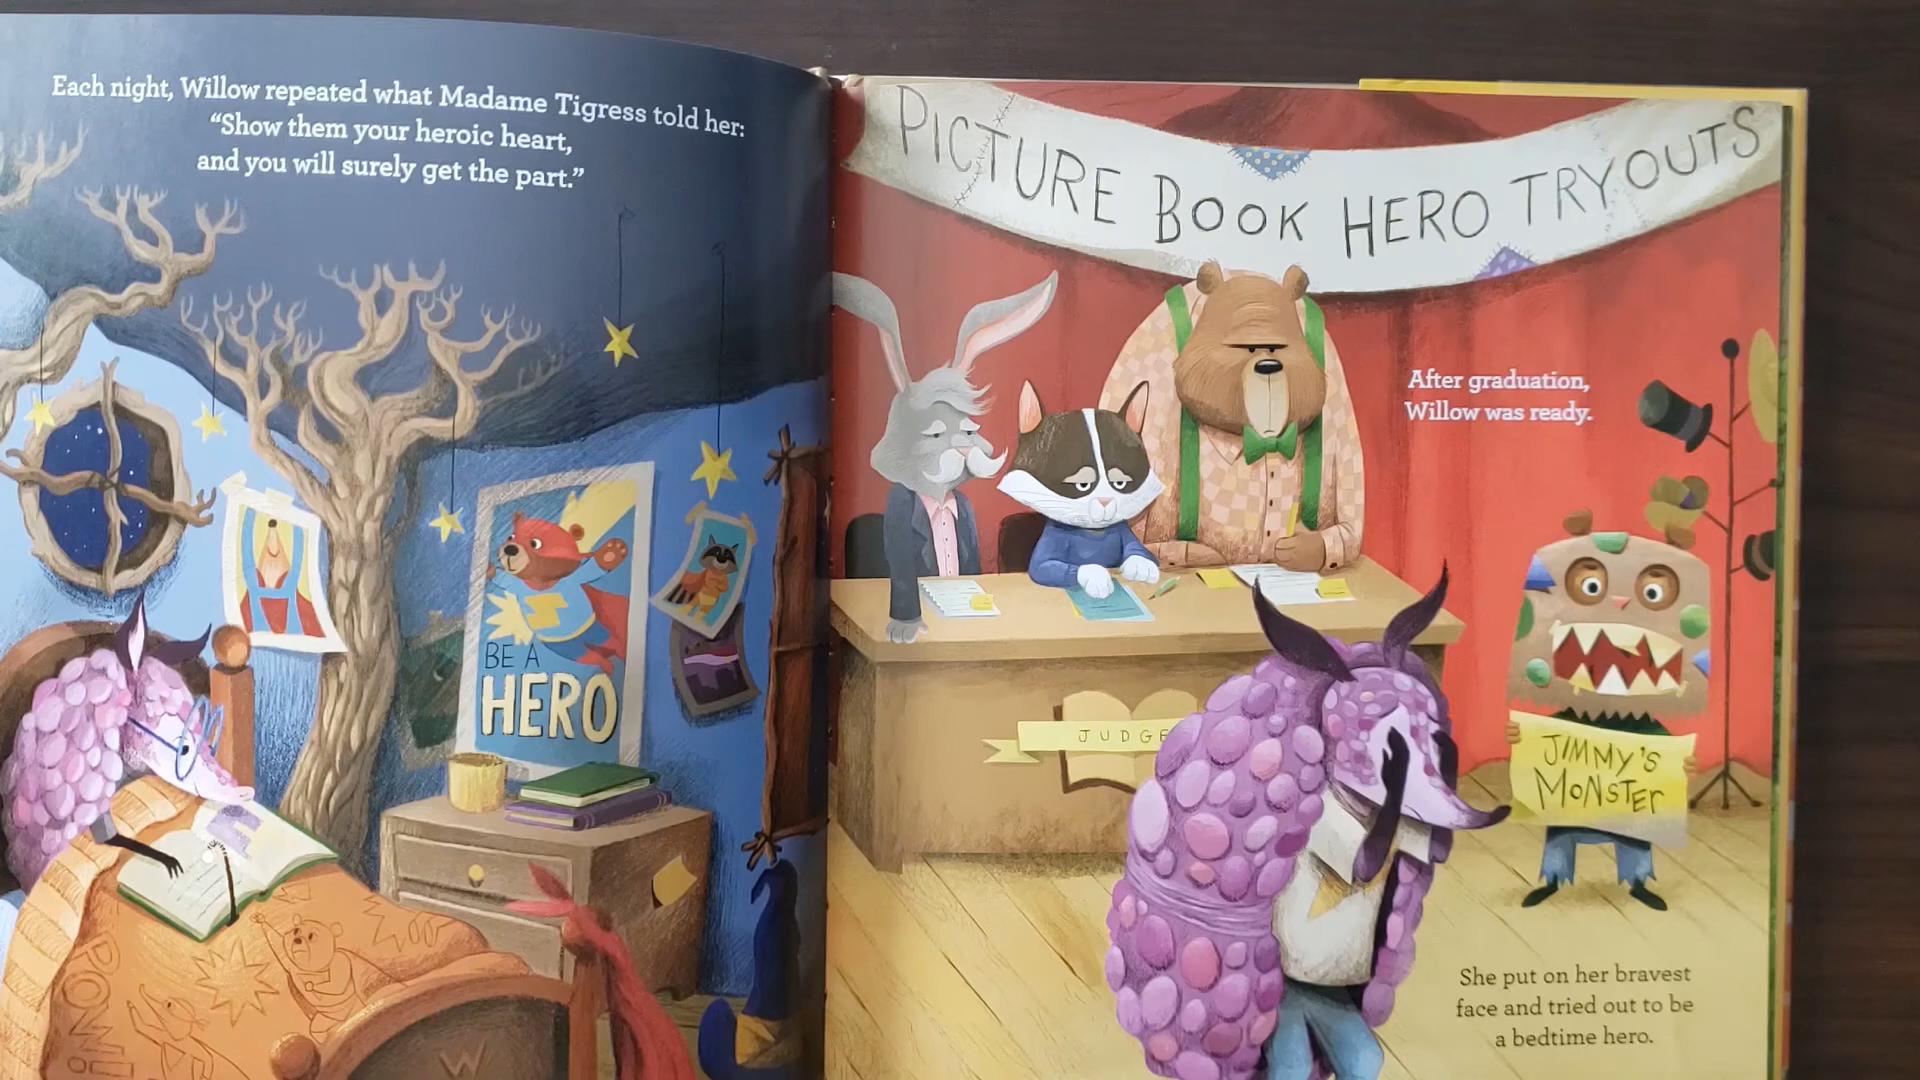 Each night, Willow repeated what Madame Tigress told her:
“Show them your heroic heart,
and you will surely get the part.”
BE A
HERO
W
PICTURE BOOK HERO TRYOUTS
After graduation,
Willow was ready.
JUDGE
JIMMY'S
MONSTER
She put on her bravest
face and tried out to be
a bedtime hero.